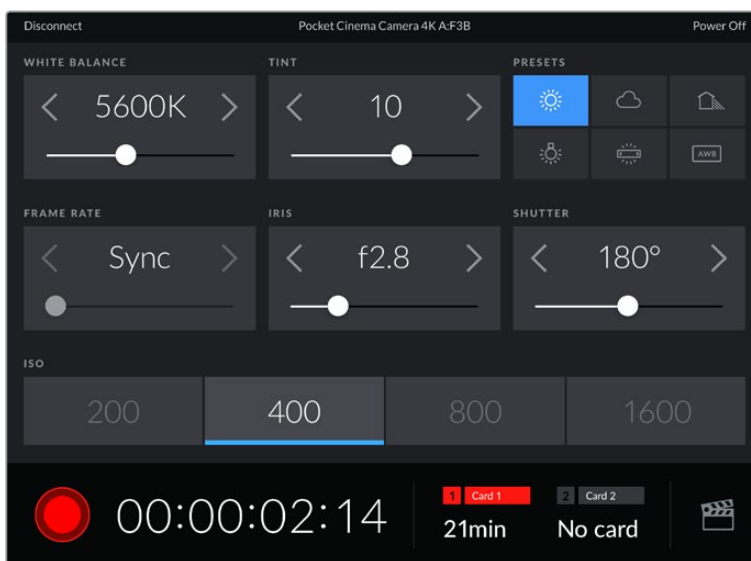 Disconnect Pocket Cinema Camera 4K A:F3B Power Off
WHITE BALANCE TINT PRESETS
5600K 10
AWB
FRAME RATE IRIS SHUTTER
Sync f2.8 180°
ISO
200 400 800 1600
1 Card 1 2 Card 2
00:00:02:14 21min No card